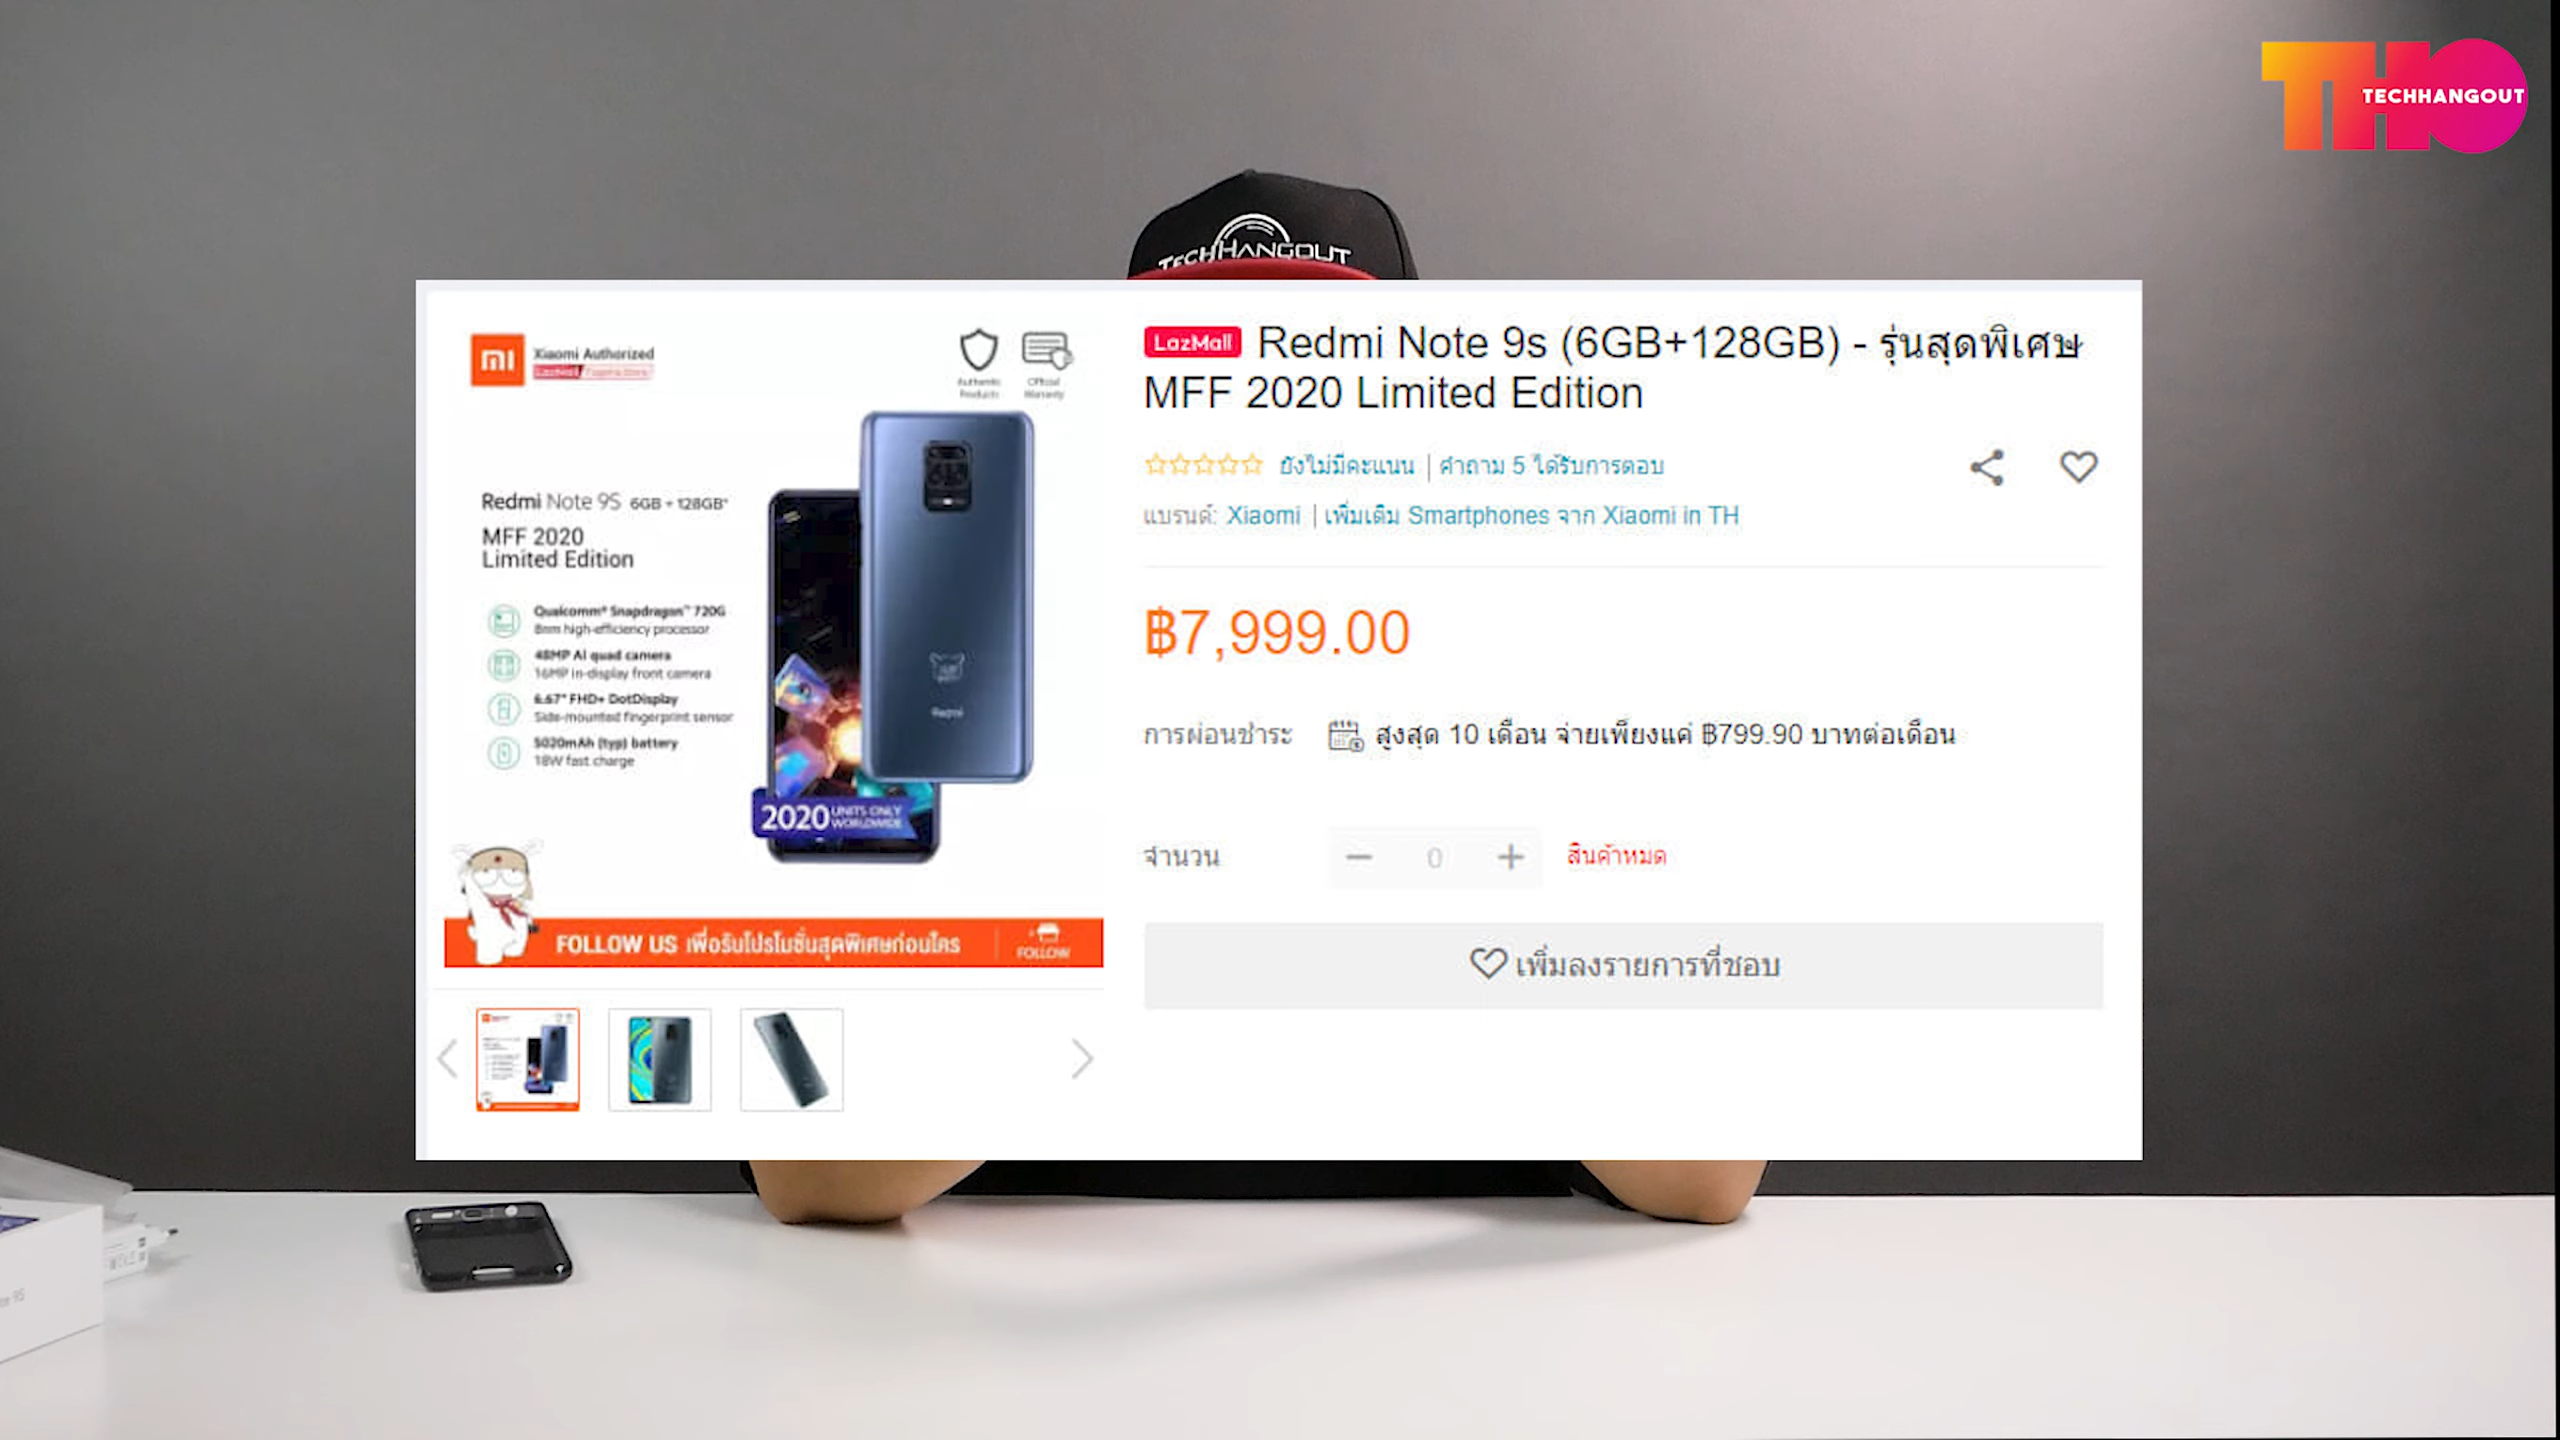 THO
TECHHANGOUT
TECHHANGOUT
mi
Xiaomi Authorized
Authentic
Products
Official
Warranty
Redmi Note 9S 6GB + 128GB*
MFF 2020
Limited Edition
Qualcomm® Snapdragon™ 720G
8nm high-efficiency processor
48MP AI quad camera
16MP in-display front camera
6.67" FHD+ DotDisplay
Side-mounted fingerprint sensor
5020mAh (typ) battery
18W fast charge
Redmi
2020 UNITS ONLY
WORLDWIDE
FOLLOW US เพื่อรับโปรโมชั่นสุดพิเศษก่อนใคร
FOLLOW
LazMall Redmi Note 9s (6GB+128GB) - รุ่นสุดพิเศษ
MFF 2020 Limited Edition
ยังไม่มีคะแนน | คำถาม 5 ได้รับการตอบ
แบรนด์: Xiaomi | เพิ่มเติม Smartphones จาก Xiaomi in TH
฿7,999.00
การผ่อนชำระ สูงสุด 10 เดือน จ่ายเพียงแค่ ฿799.90 บาทต่อเดือน
จำนวน − 0 + สินค้าหมด
เพิ่มลงรายการที่ชอบ